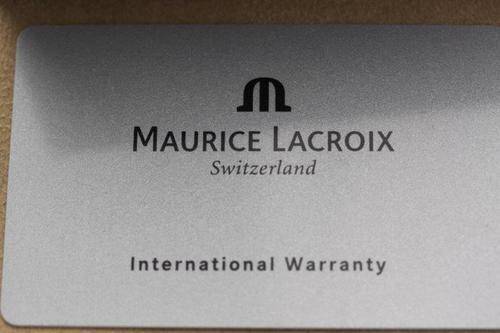 MAURICE LACROIX
Switzerland
International Warranty